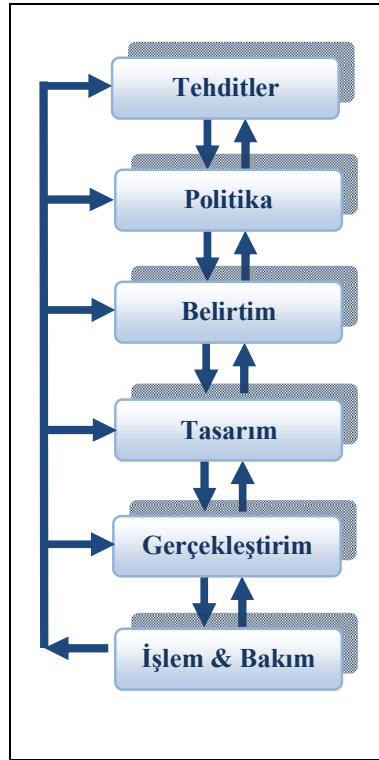 Tehditler
Politika
Belirtim
Tasarım
Gerçekleştirim
İşlem & Bakım